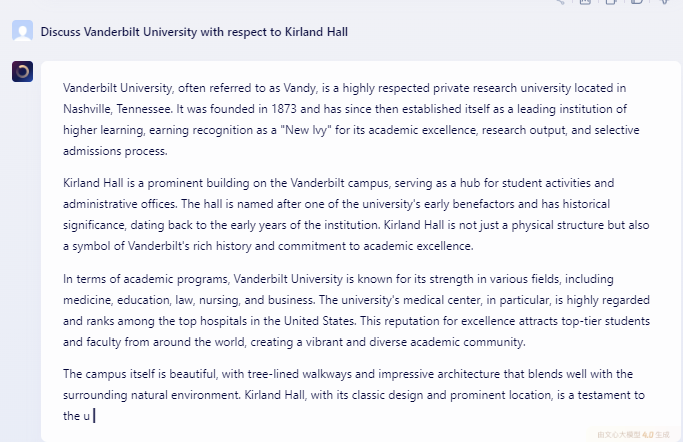 Discuss Vanderbilt University with respect to Kirland Hall
Vanderbilt University, often referred to as Vandy, is a highly respected private research university located in
Nashville, Tennessee. It was founded in 1873 and has since then established itself as a leading institution of
higher learning, earning recognition as a "New Ivy" for its academic excellence, research output, and selective
admissions process.
Kirland Hall is a prominent building on the Vanderbilt campus, serving as a hub for student activities and
administrative offices. The hall is named after one of the university's early benefactors and has historical
significance, dating back to the early years of the institution. Kirland Hall is not just a physical structure but also
a symbol of Vanderbilt's rich history and commitment to academic excellence.
In terms of academic programs, Vanderbilt University is known for its strength in various fields, including
medicine, education, law, nursing, and business. The university's medical center, in particular, is highly regarded
and ranks among the top hospitals in the United States. This reputation for excellence attracts top-tier students
and faculty from around the world, creating a vibrant and diverse academic community.
The campus itself is beautiful, with tree-lined walkways and impressive architecture that blends well with the
surrounding natural environment. Kirland Hall, with its classic design and prominent location, is a testament to
the u
由文心大模型 4.0 生成